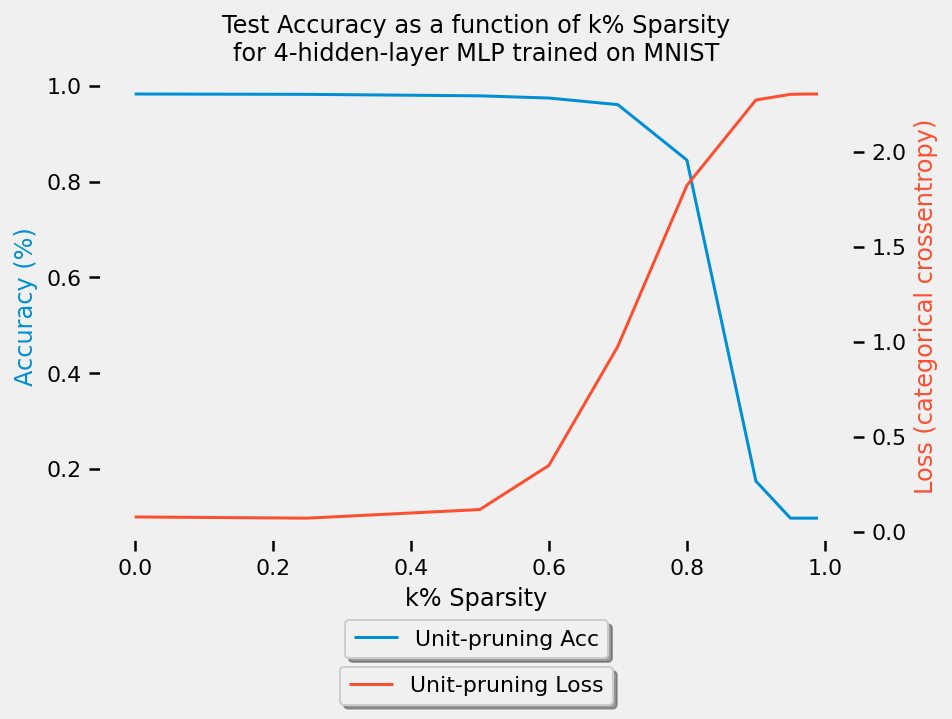 Test Accuracy as a function of k% Sparsity
for 4-hidden-layer MLP trained on MNIST
Accuracy (%)
1.0
0.8
0.6
0.4
0.2
2.0
1.5
1.0
0.5
0.0
Loss (categorical crossentropy)
0.0 0.2 0.4 0.6 0.8 1.0
k% Sparsity
Unit-pruning Acc
Unit-pruning Loss